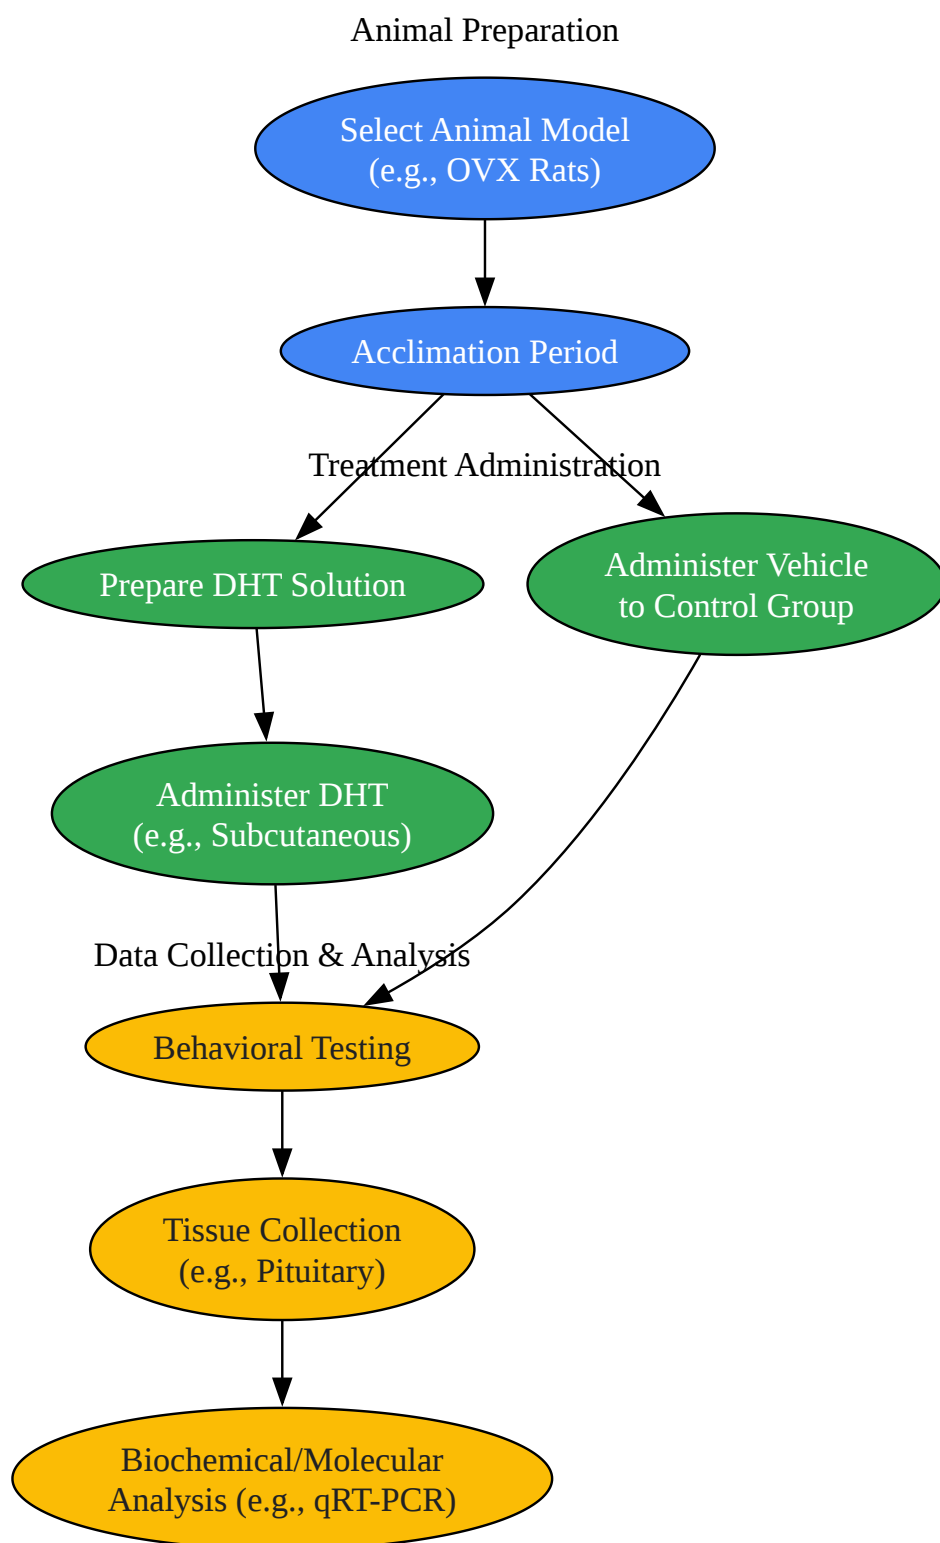 Animal Preparation
Select Animal Model
(e.g., OVX Rats)
Acclimation Period
Treatment Administration
Prepare DHT Solution
Administer Vehicle
to Control Group
Administer DHT
(e.g., Subcutaneous)
Data Collection & Analysis
Behavioral Testing
Tissue Collection
(e.g., Pituitary)
Biochemical/Molecular
Analysis (e.g., qRT-PCR)